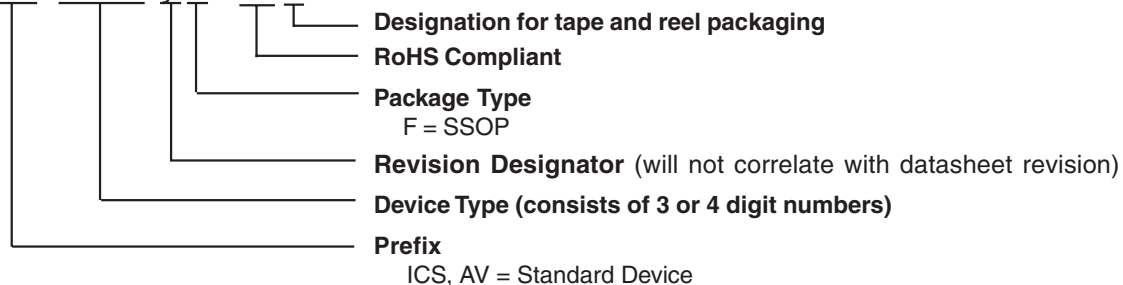 Designation for tape and reel packaging
RoHS Compliant
Package Type
F = SSOP
Revision Designator (will not correlate with datasheet revision)
Device Type (consists of 3 or 4 digit numbers)
Prefix
ICS, AV = Standard Device